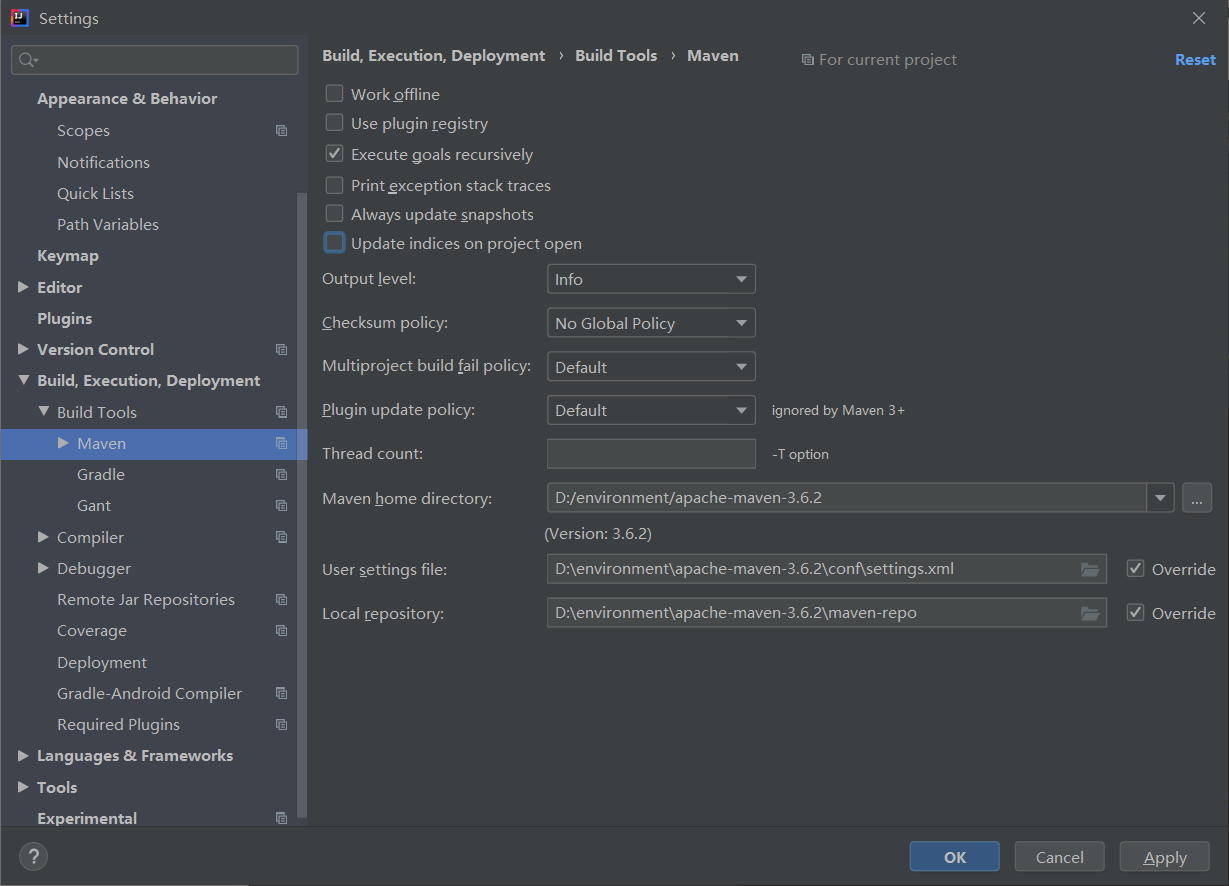 Settings
Appearance & Behavior
Scopes
Notifications
Quick Lists
Path Variables
Keymap
Editor
Plugins
Version Control
Build, Execution, Deployment
Build Tools
Maven
Gradle
Gant
Compiler
Debugger
Remote Jar Repositories
Coverage
Deployment
Gradle-Android Compiler
Required Plugins
Languages & Frameworks
Tools
Experimental
Build, Execution, Deployment › Build Tools › Maven For current project Reset
Work offline
Use plugin registry
Execute goals recursively
Print exception stack traces
Always update snapshots
Update indices on project open
Output level: Info
Checksum policy: No Global Policy
Multiproject build fail policy: Default
Plugin update policy: Default ignored by Maven 3+
Thread count: -T option
Maven home directory: D:/environment/apache-maven-3.6.2 ...
(Version: 3.6.2)
User settings file: D:\environment\apache-maven-3.6.2\conf\settings.xml Override
Local repository: D:\environment\apache-maven-3.6.2\maven-repo Override
? OK Cancel Apply